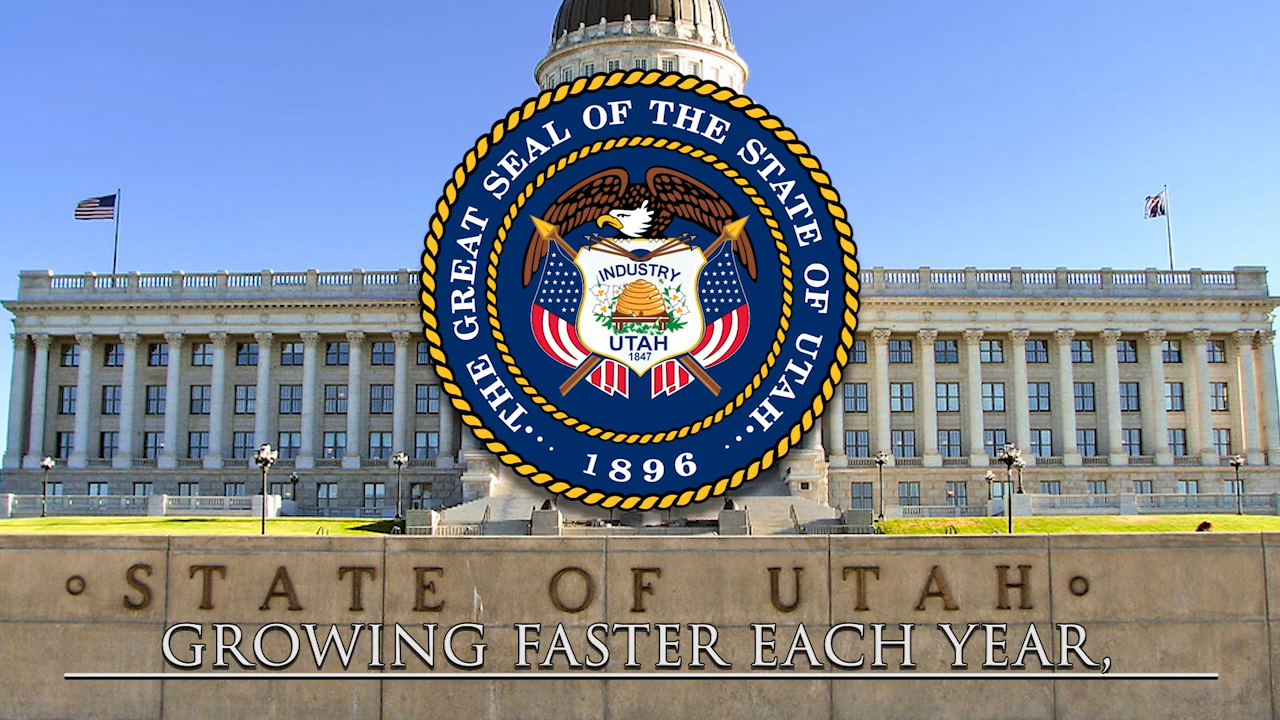 THE GREAT SEAL OF THE STATE OF UTAH
INDUSTRY
UTAH
1847
1896
STATE OF UTAH
GROWING FASTER EACH YEAR,